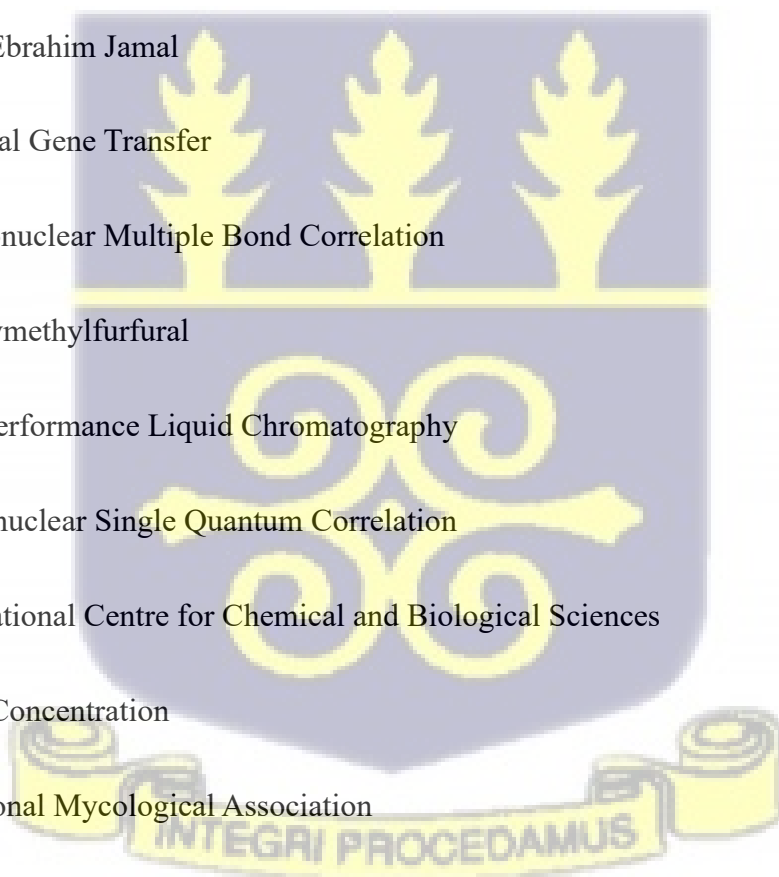 Ebrahim Jamal
al Gene Transfer
nuclear Multiple Bond Correlation
ymethylfurfural
erformance Liquid Chromatography
nuclear Single Quantum Correlation
ational Centre for Chemical and Biological Sciences
Concentration
onal Mycological Association
INTEGRI PROCEDAMUS